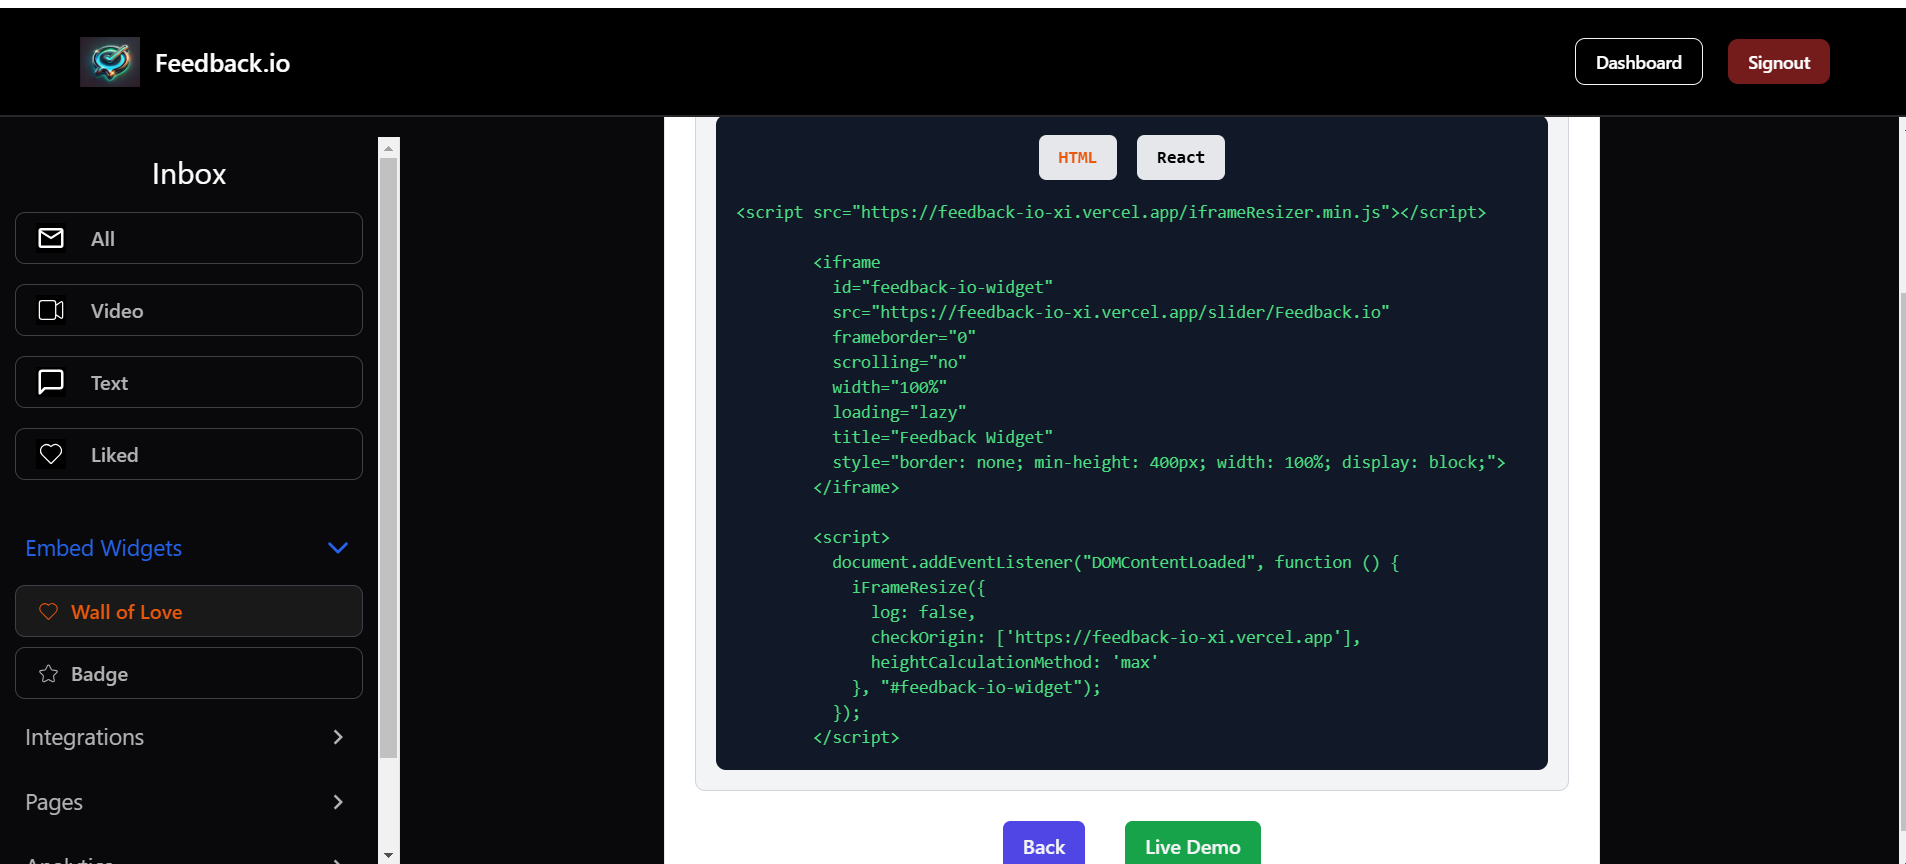 Feedback.io
Dashboard
Signout
Inbox
All
Video
Text
Liked
Embed Widgets
Wall of Love
Badge
Integrations
Pages
Analytics
HTML
React
<script src="https://feedback-io-xi.vercel.app/iframeResizer.min.js"></script>
<iframe
id="feedback-io-widget"
src="https://feedback-io-xi.vercel.app/slider/Feedback.io"
frameborder="0"
scrolling="no"
width="100%"
loading="lazy"
title="Feedback Widget"
style="border: none; min-height: 400px; width: 100%; display: block;">
</iframe>
<script>
document.addEventListener("DOMContentLoaded", function () {
iFrameResize({
log: false,
checkOrigin: ['https://feedback-io-xi.vercel.app'],
heightCalculationMethod: 'max'
}, "#feedback-io-widget");
});
</script>
Back
Live Demo